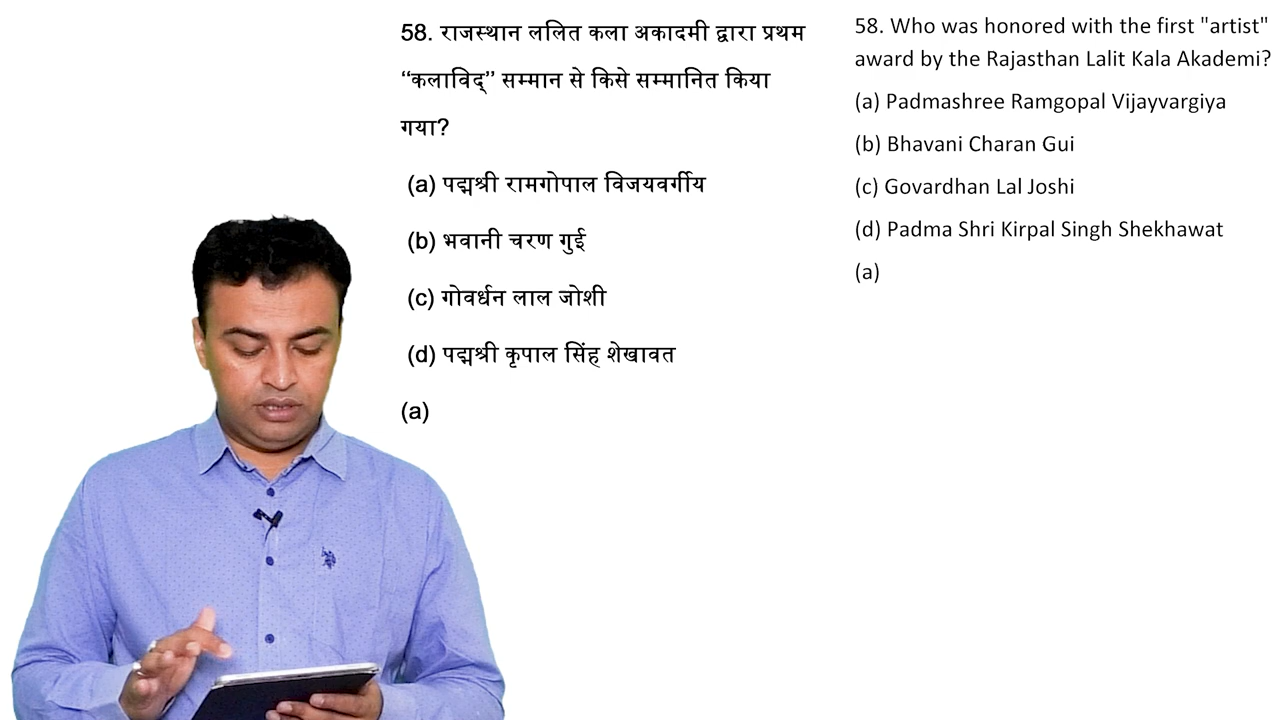 58. राजस्थान ललित कला अकादमी द्वारा प्रथम
‘‘कलाविद्’’ सम्मान से किसे सम्मानित किया
गया?
(a) पद्मश्री रामगोपाल विजयवर्गीय
(b) भवानी चरण गुई
(c) गोवर्धन लाल जोशी
(d) पद्मश्री कृपाल सिंह शेखावत
(a)
58. Who was honored with the first "artist"
award by the Rajasthan Lalit Kala Akademi?
(a) Padmashree Ramgopal Vijayvargiya
(b) Bhavani Charan Gui
(c) Govardhan Lal Joshi
(d) Padma Shri Kirpal Singh Shekhawat
(a)